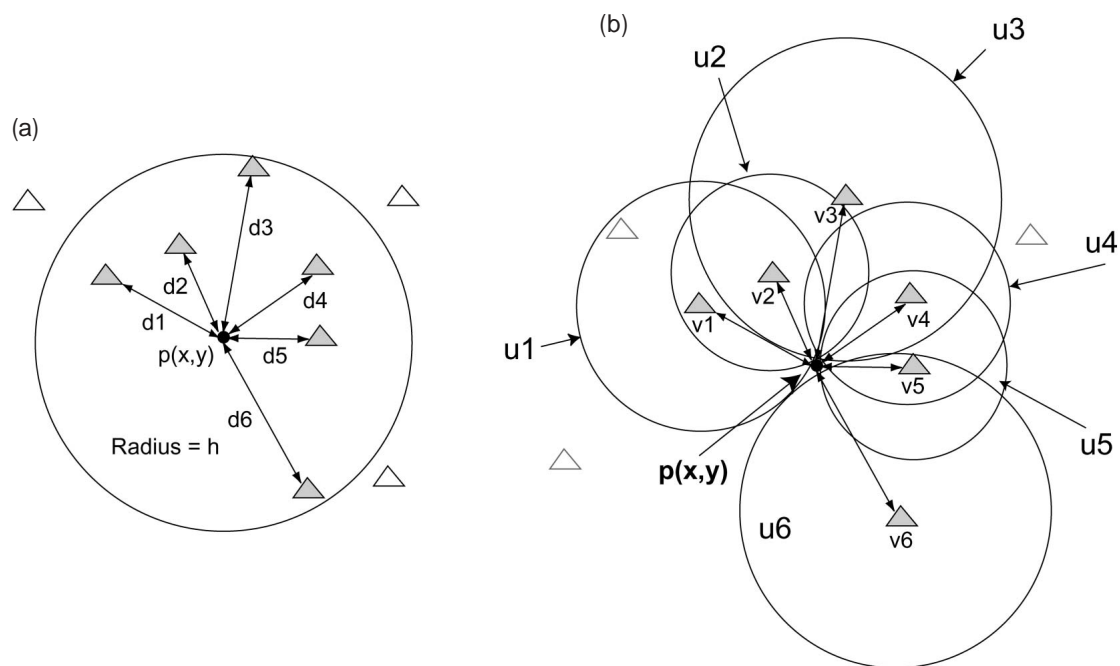 (a)
d3
d2
d1
d4
p(x,y)
d5
d6
Radius = h
(b)
u3
u2
v3
u4
v2
v1
v4
u1
v5
u5
p(x,y)
u6
v6